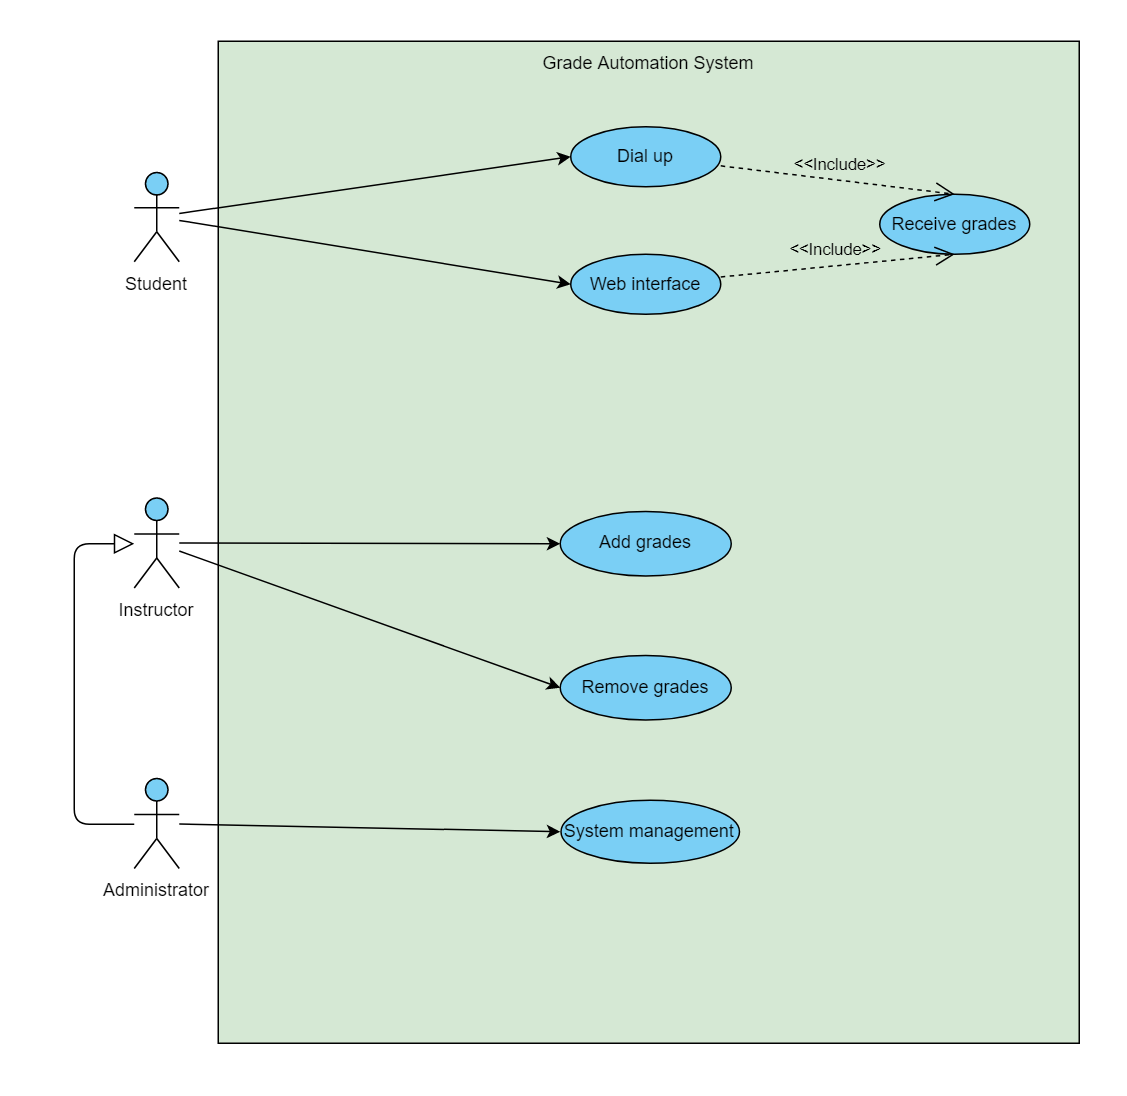 Grade Automation System
Dial up
<<Include>>
Receive grades
<<Include>>
Web interface
Student
Add grades
Instructor
Remove grades
System management
Administrator